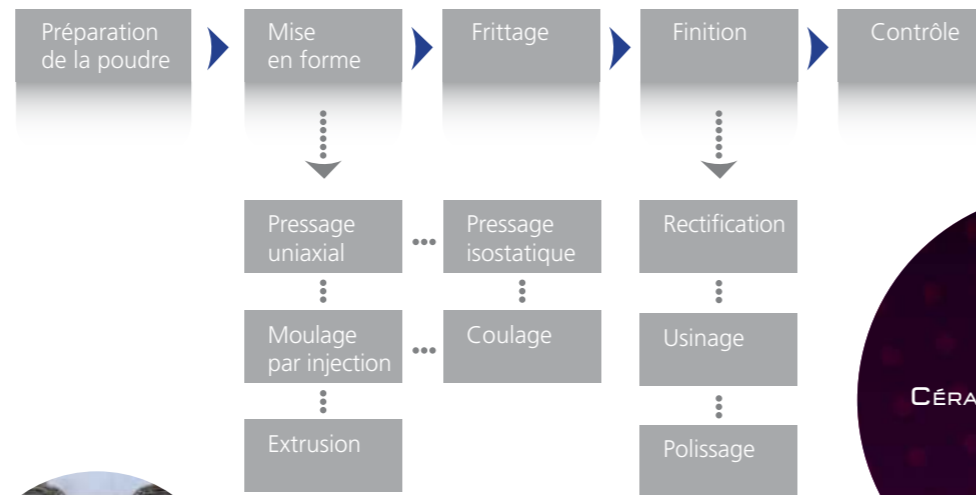 Préparation
de la poudre
Mise
en forme
Frittage
Finition
Contrôle
Pressage
uniaxial
Pressage
isostatique
Rectification
Moulage
par injection
Coulage
Usinage
Extrusion
Polissage
CÉRA